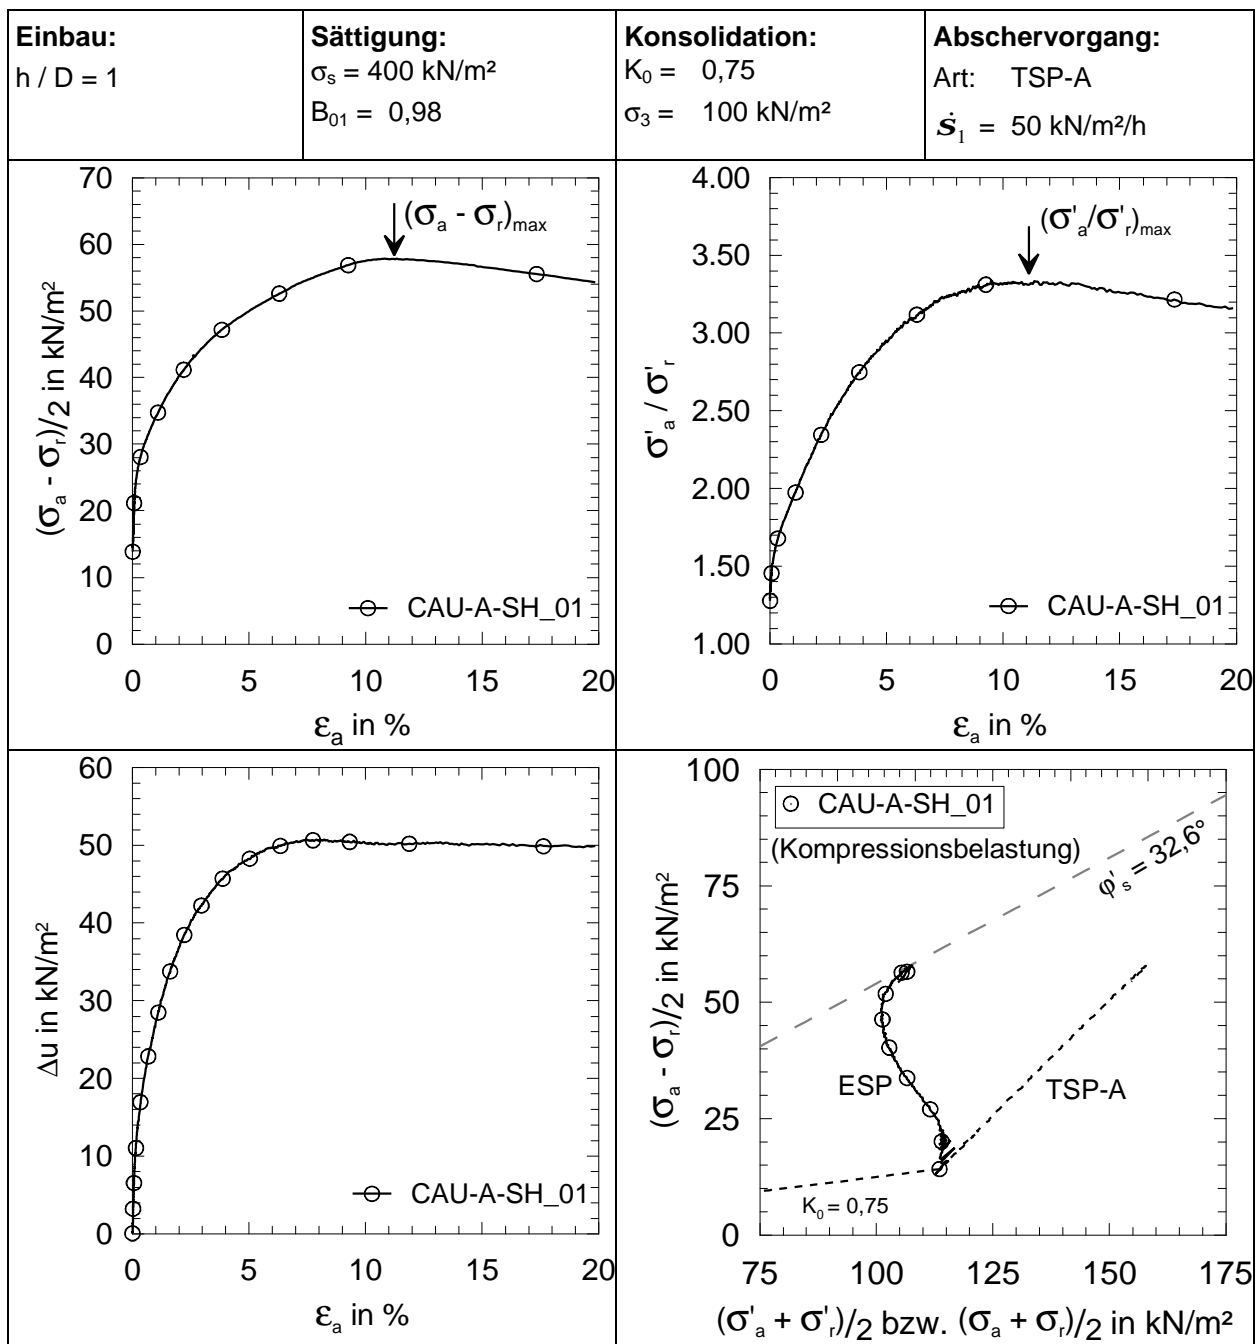 Einbau:
h / D = 1
Sättigung:
σs = 400 kN/m²
B01 = 0,98
Konsolidation:
K0 = 0,75
σ3 = 100 kN/m²
Abschervorgang:
Art: TSP-A
ṡ1 = 50 kN/m²/h
70
60
50
40
30
20
10
0
(σa - σr)/2 in kN/m²
(σa - σr)max
CAU-A-SH_01
0 5 10 15 20
εa in %
4.00
3.50
3.00
2.50
2.00
1.50
1.00
σ'a / σ'r
(σ'a/σ'r)max
CAU-A-SH_01
0 5 10 15 20
εa in %
60
50
40
30
20
10
0
Δu in kN/m²
CAU-A-SH_01
0 5 10 15 20
εa in %
100
75
50
25
0
(σa - σr)/2 in kN/m²
CAU-A-SH_01
(Kompressionsbelastung)
φ's = 32,6°
ESP
TSP-A
K0 = 0,75
75 100 125 150 175
(σ'a + σ'r)/2 bzw. (σa + σr)/2 in kN/m²